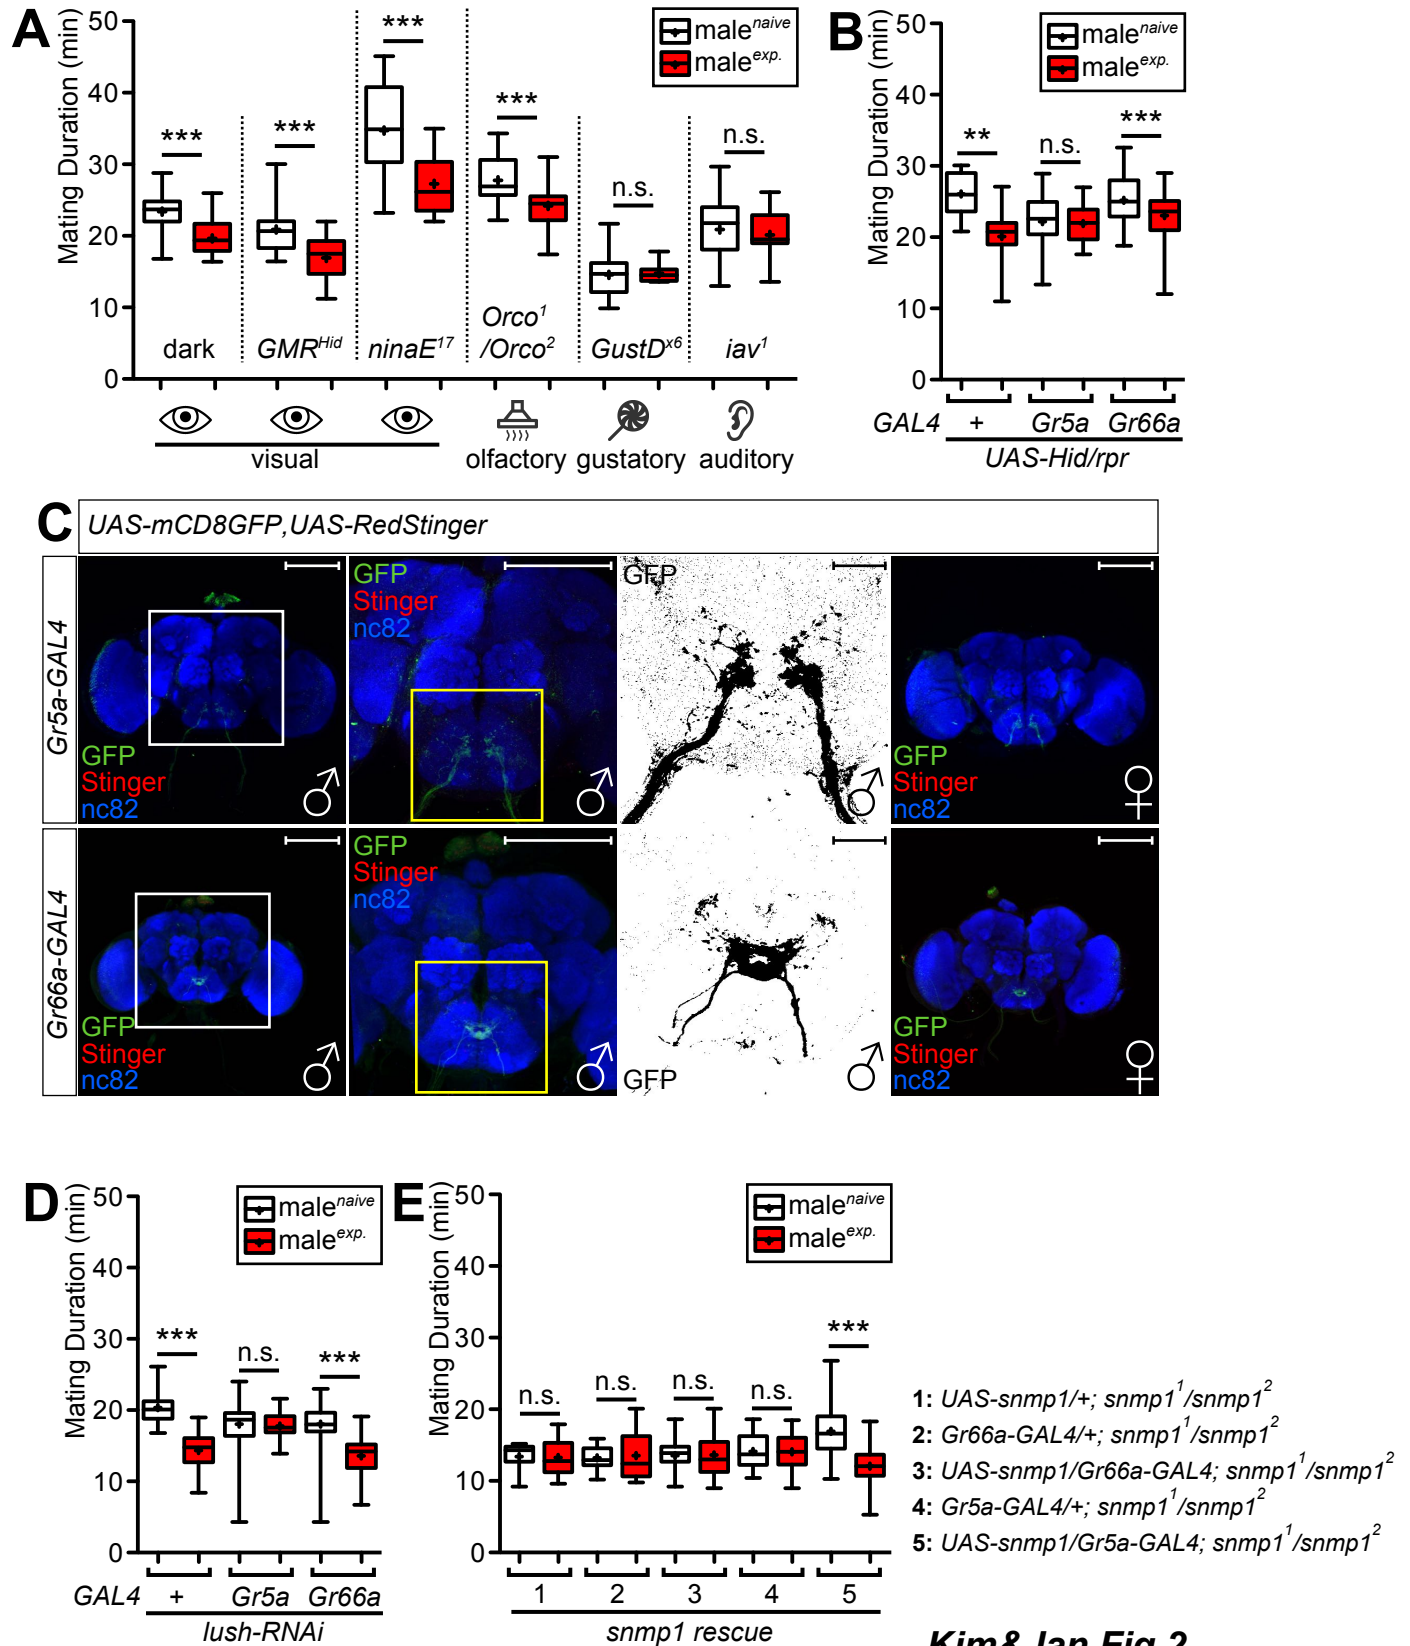 A
Mating Duration (min)
50
40
30
20
10
0
male^naive
male^exp.
***
***
***
***
n.s.
n.s.
dark
GMR^Hid
ninaE^17
Orco^1
/Orco^2
GustD^x6
iav^1
visual
olfactory
gustatory
auditory
B
Mating Duration (min)
50
40
30
20
10
0
male^naive
male^exp.
**
n.s.
***
GAL4
+
Gr5a
Gr66a
UAS-Hid/rpr
C
UAS-mCD8GFP,UAS-RedStinger
Gr5a-GAL4
GFP
Stinger
nc82
♂
GFP
Stinger
nc82
♂
GFP
♂
GFP
Stinger
nc82
♀
Gr66a-GAL4
GFP
Stinger
nc82
♂
GFP
Stinger
nc82
♂
GFP
♂
GFP
Stinger
nc82
♀
D
Mating Duration (min)
50
40
30
20
10
0
male^naive
male^exp.
***
n.s.
***
GAL4
+
Gr5a
Gr66a
lush-RNAi
E
Mating Duration (min)
50
40
30
20
10
0
male^naive
male^exp.
n.s.
n.s.
n.s.
n.s.
***
1
2
3
4
5
snmp1 rescue
1: UAS-snmp1/+; snmp1^1/snmp1^2
2: Gr66a-GAL4/+; snmp1^1/snmp1^2
3: UAS-snmp1/Gr66a-GAL4; snmp1^1/snmp1^2
4: Gr5a-GAL4/+; snmp1^1/snmp1^2
5: UAS-snmp1/Gr5a-GAL4; snmp1^1/snmp1^2
Kim& Jan Fig 2